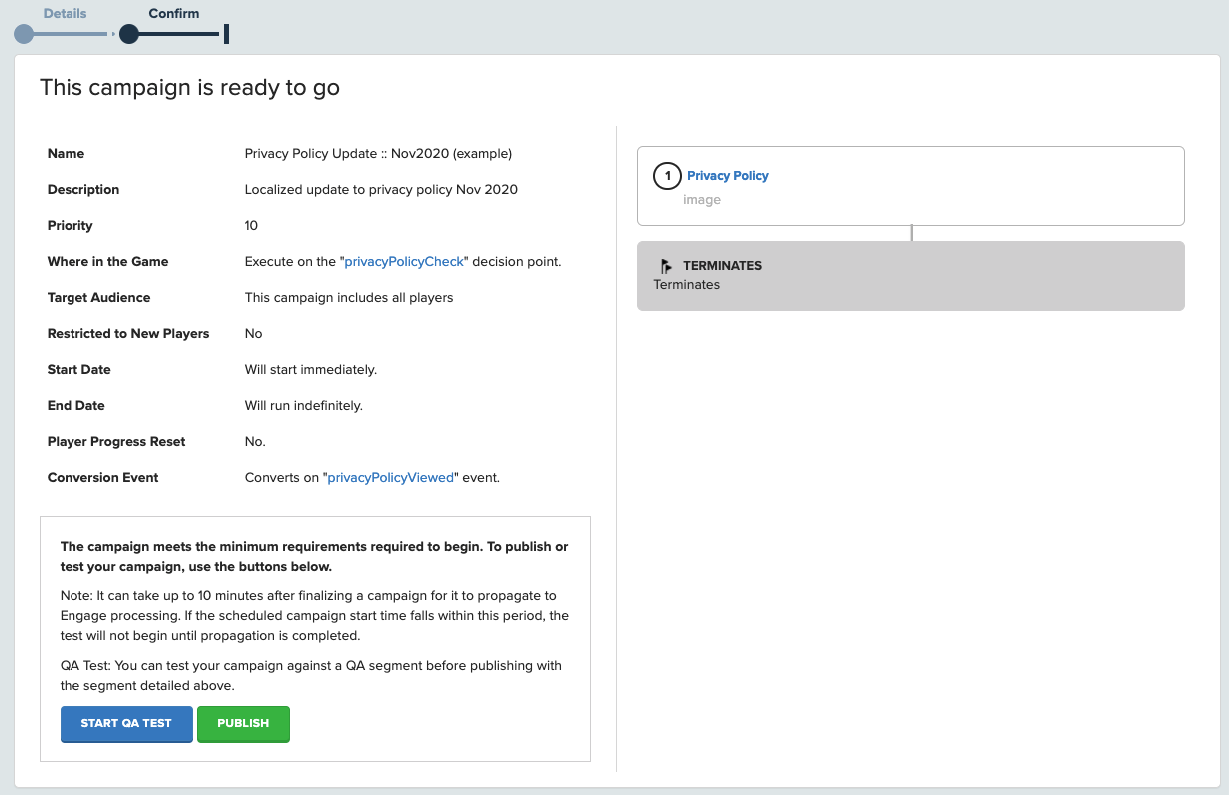 Details
Confirm
This campaign is ready to go
Name Privacy Policy Update :: Nov2020 (example)
Description Localized update to privacy policy Nov 2020
Priority 10
Where in the Game Execute on the "privacyPolicyCheck" decision point.
Target Audience This campaign includes all players
Restricted to New Players No
Start Date Will start immediately.
End Date Will run indefinitely.
Player Progress Reset No.
Conversion Event Converts on "privacyPolicyViewed" event.
The campaign meets the minimum requirements required to begin. To publish or
test your campaign, use the buttons below.
Note: It can take up to 10 minutes after finalizing a campaign for it to propagate to
Engage processing. If the scheduled campaign start time falls within this period, the
test will not begin until propagation is completed.
QA Test: You can test your campaign against a QA segment before publishing with
the segment detailed above.
START QA TEST
PUBLISH
1 Privacy Policy
image
TERMINATES
Terminates